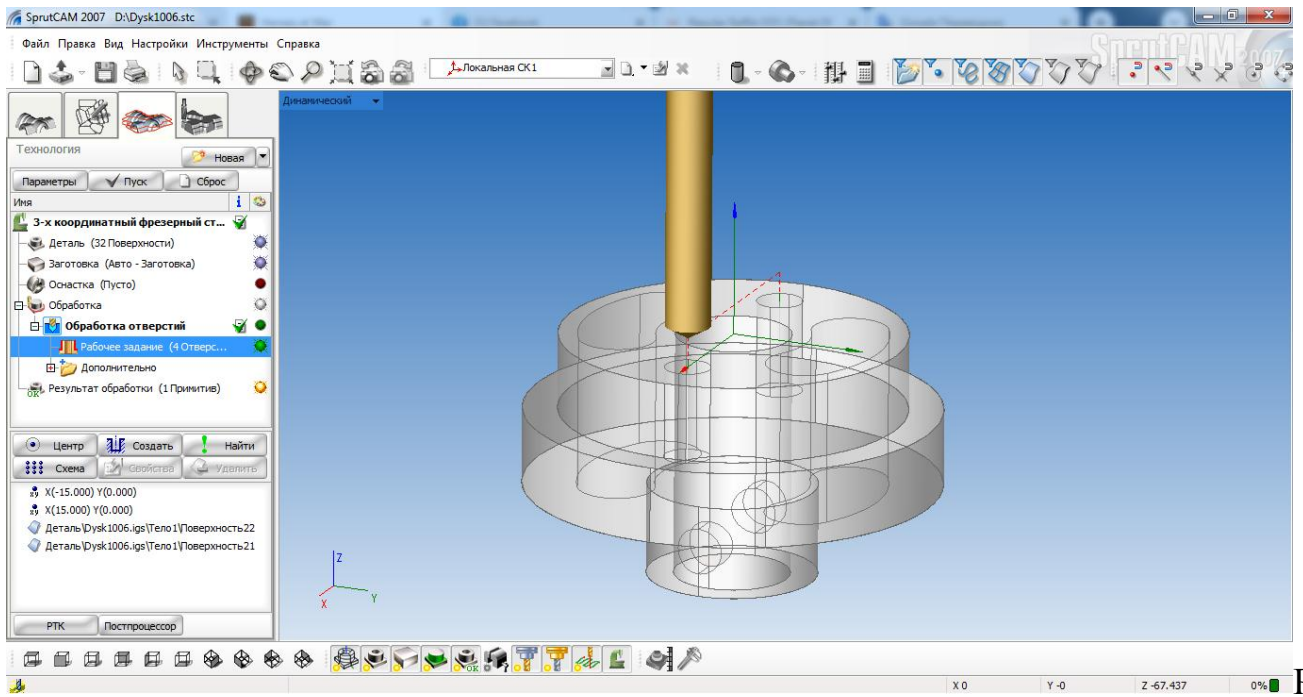 SprutCAM 2007 D:\Dysk1006.stc
Файл Правка Вид Настройки Инструменты Справка
SprutCAM 2007
Локальная СК1
Динамический
Технология
Новая
Параметры Пуск Сброс
Имя
3-х координатный фрезерный ст...
Деталь (32 Поверхности)
Заготовка (Авто - Заготовка)
Оснастка (Пусто)
Обработка
Обработка отверстий
Рабочее задание (4 Отверс...
Дополнительно
Результат обработки (1 Примитив)
OK
Центр Создать Найти
Схема Свойства Удалить
X(-15.000) Y(0.000)
X(15.000) Y(0.000)
Деталь\Dysk1006.igs\Тело1\Поверхность22
Деталь\Dysk1006.igs\Тело1\Поверхность21
Z
X
Y
РТК Постпроцессор
OK
X 0 Y -0 Z -67.437 0%